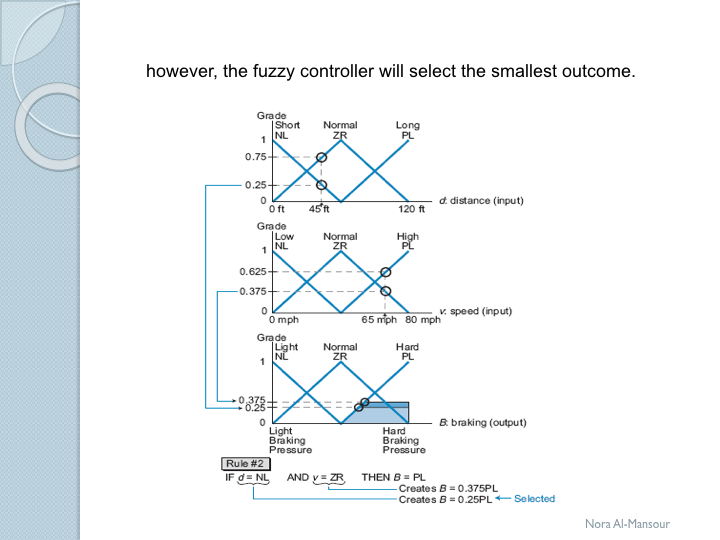 however, the fuzzy controller will select the smallest outcome.
Grade
Short Normal Long
NL ZR PL
1
0.75
0.25
0
0 ft 45 ft 120 ft
d: distance (input)
Grade
Low Normal High
NL ZR PL
1
0.625
0.375
0
0 mph 65 mph 80 mph
v: speed (input)
Grade
Light Normal Hard
NL ZR PL
1
0.375
0.25
0
B: braking (output)
Light Hard
Braking Braking
Pressure Pressure
Rule #2
IF d = NL AND v = ZR THEN B = PL
Creates B = 0.375PL
Creates B = 0.25PL Selected
Nora Al-Mansour